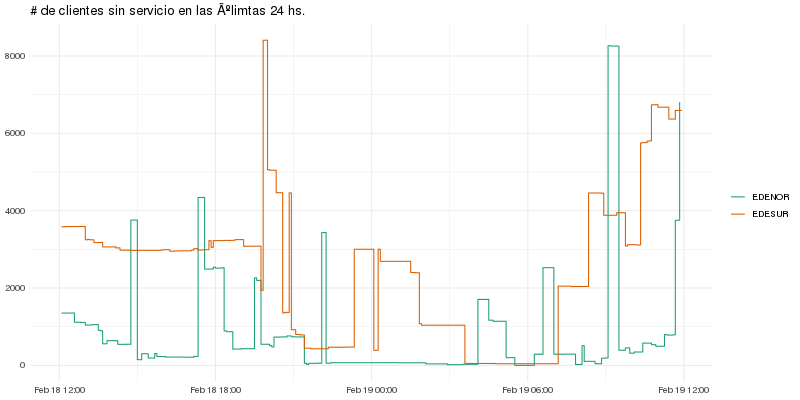 # de clientes sin servicio en las Ãºlimtas 24 hs.
8000
6000
4000
2000
0
Feb 18 12:00
Feb 18 18:00
Feb 19 00:00
Feb 19 06:00
Feb 19 12:00
EDENOR
EDESUR